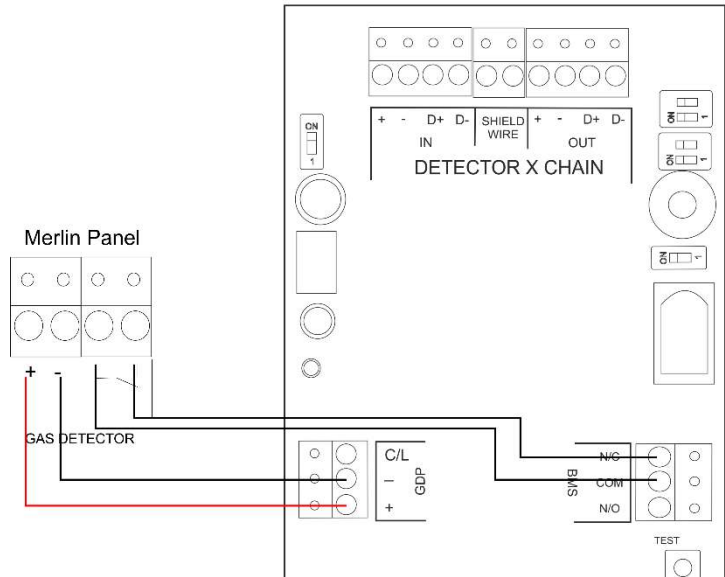 + - D+ D- SHIELD WIRE + - D+ D-
IN OUT
DETECTOR X CHAIN
ON
1
ON
1
ON
1
ON
1
Merlin Panel
+ -
GAS DETECTOR
C/L
–
+
GDP
BMS
N/C
COM
N/O
TEST